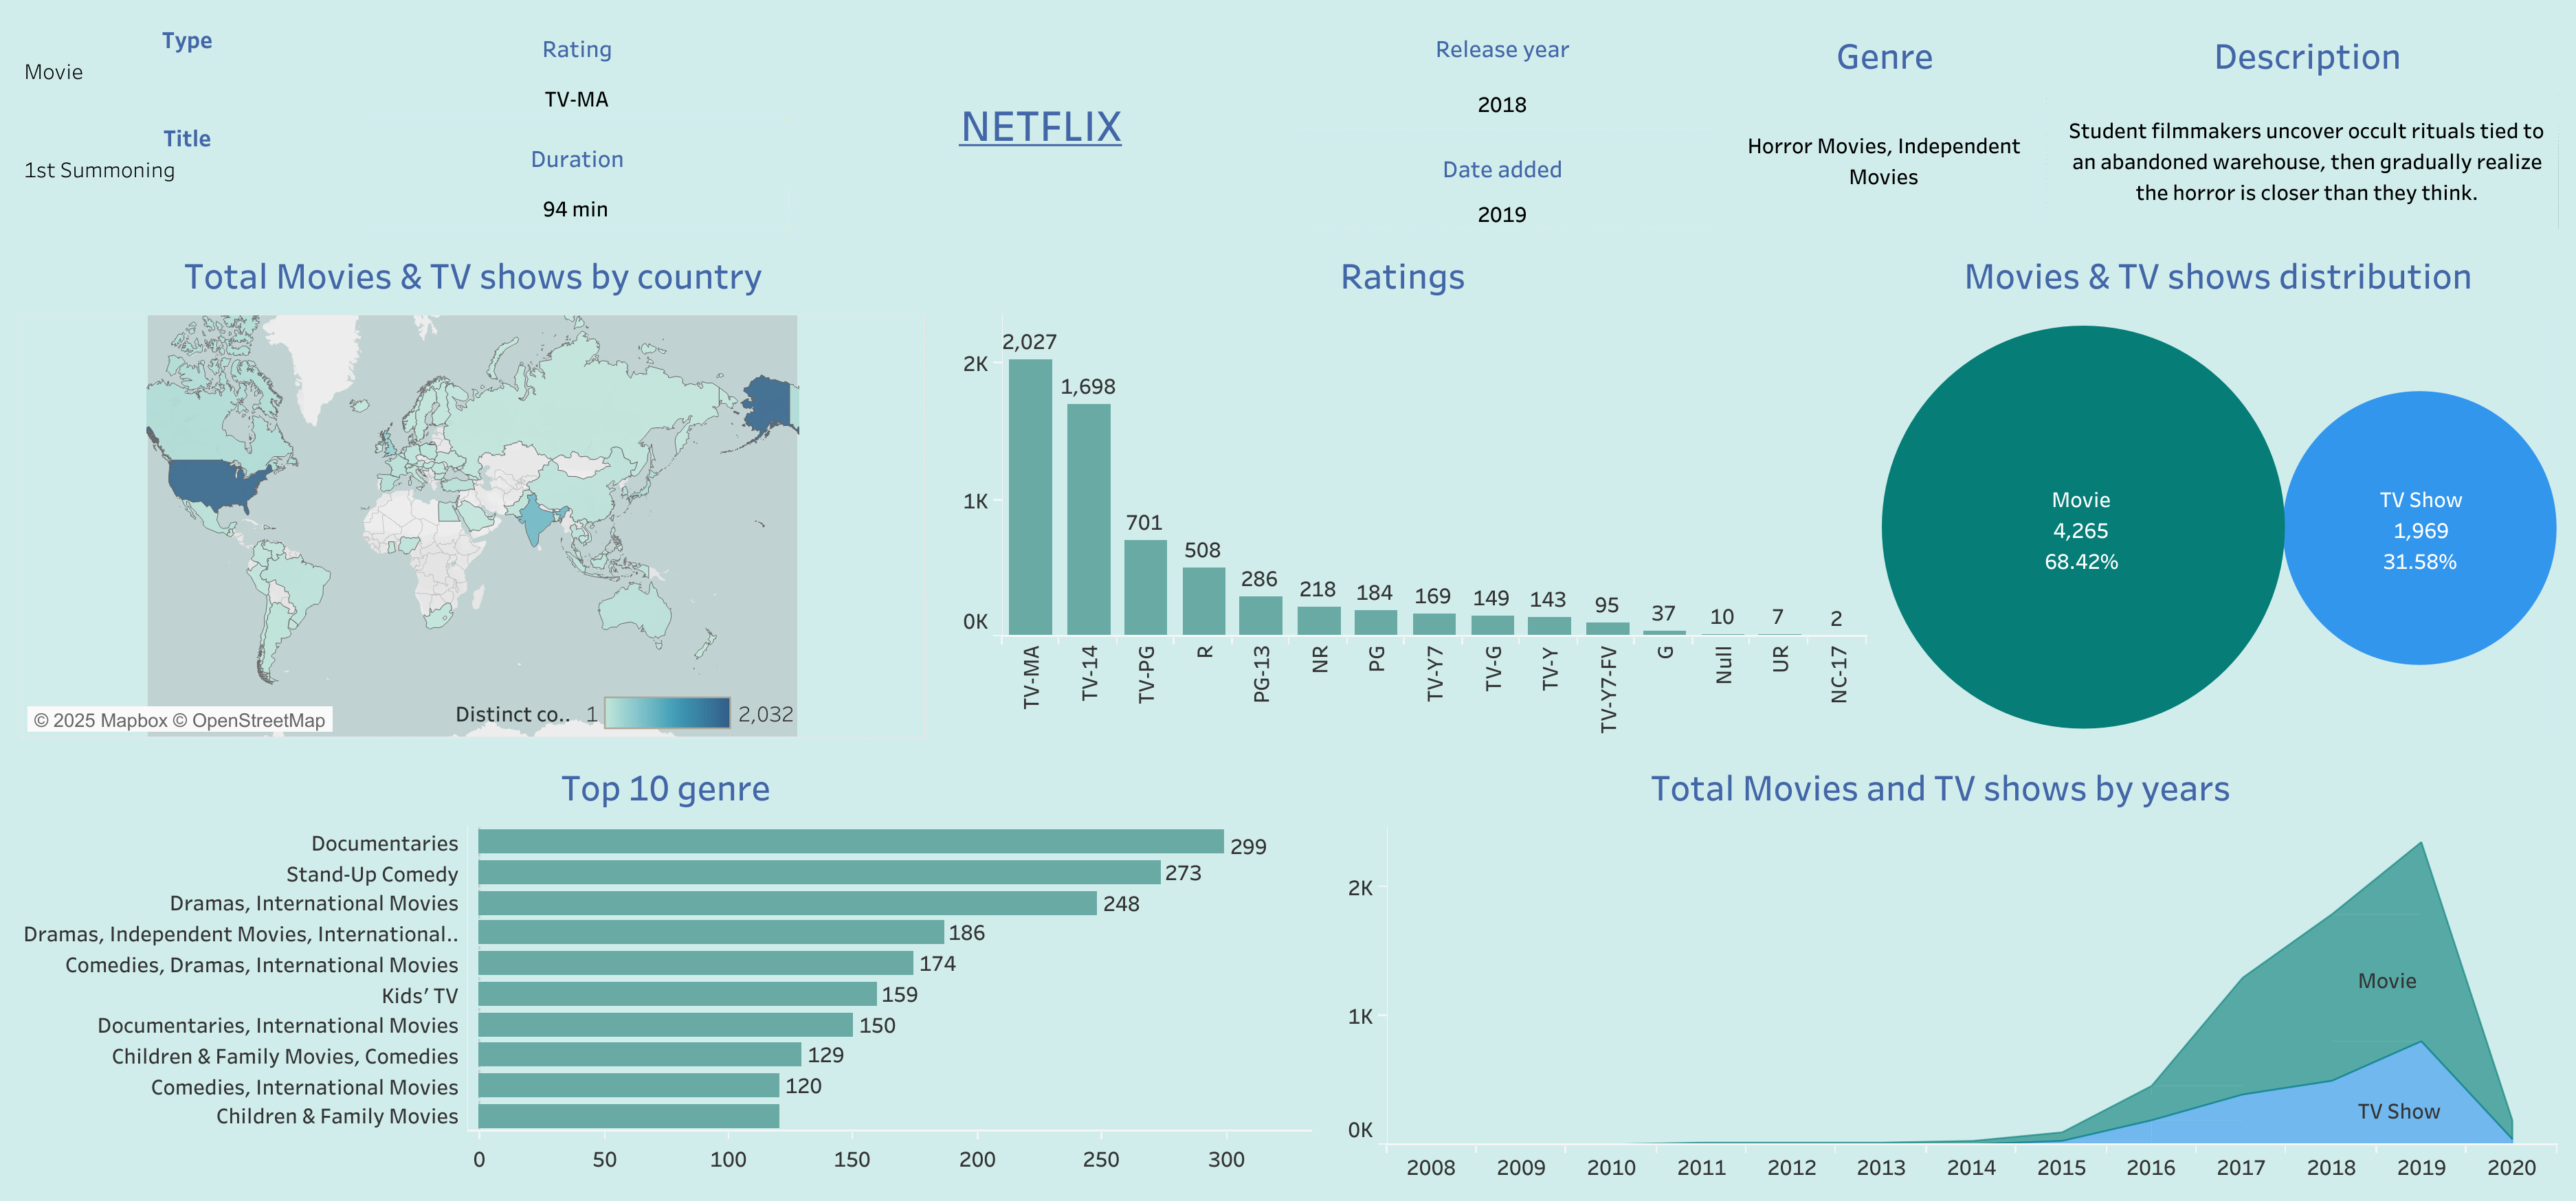 Type
Movie
Title
1st Summoning
Rating
TV-MA
Duration
94 min
NETFLIX
Release year
2018
Date added
2019
Genre
Horror Movies, Independent
Movies
Description
Student filmmakers uncover occult rituals tied to
an abandoned warehouse, then gradually realize
the horror is closer than they think.
Total Movies & TV shows by country
© 2025 Mapbox © OpenStreetMap
Distinct co.. 1 2,032
Ratings
2K
1K
0K
2,027
1,698
701
508
286
218
184
169
149
143
95
37
10
7
2
TV-MA
TV-14
TV-PG
R
PG-13
NR
PG
TV-Y7
TV-G
TV-Y
TV-Y7-FV
G
Null
UR
NC-17
Movies & TV shows distribution
Movie
4,265
68.42%
TV Show
1,969
31.58%
Top 10 genre
Documentaries 299
Stand-Up Comedy 273
Dramas, International Movies 248
Dramas, Independent Movies, International.. 186
Comedies, Dramas, International Movies 174
Kids’ TV 159
Documentaries, International Movies 150
Children & Family Movies, Comedies 129
Comedies, International Movies 120
Children & Family Movies
0 50 100 150 200 250 300
Total Movies and TV shows by years
2K
1K
0K
Movie
TV Show
2008 2009 2010 2011 2012 2013 2014 2015 2016 2017 2018 2019 2020